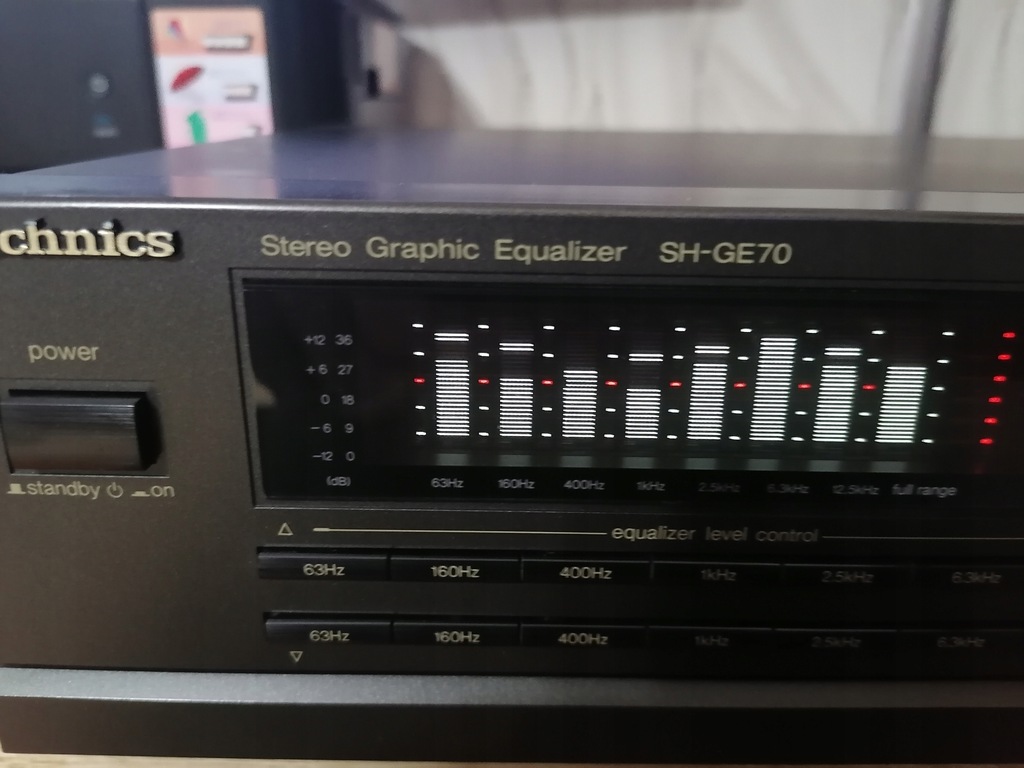 chnics
Stereo Graphic Equalizer SH-GE70
power
standby on
+12 36
+6 27
0 18
-6 9
-12 0
(dB)
63Hz 160Hz 400Hz 1kHz 2.5kHz 6.3kHz 12.5kHz full range
equalizer level control
63Hz 160Hz 400Hz 1kHz 2.5kHz 6.3kHz
63Hz 160Hz 400Hz 1kHz 2.5kHz 6.3kHz